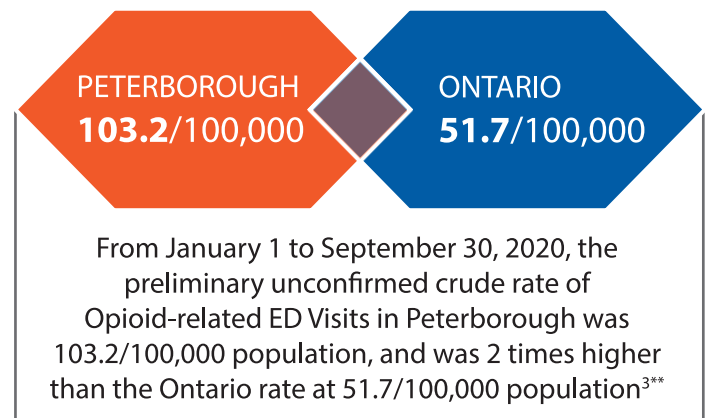 PETERBOROUGH
103.2/100,000
ONTARIO
51.7/100,000
From January 1 to September 30, 2020, the
preliminary unconfirmed crude rate of
Opioid-related ED Visits in Peterborough was
103.2/100,000 population, and was 2 times higher
than the Ontario rate at 51.7/100,000 population³**